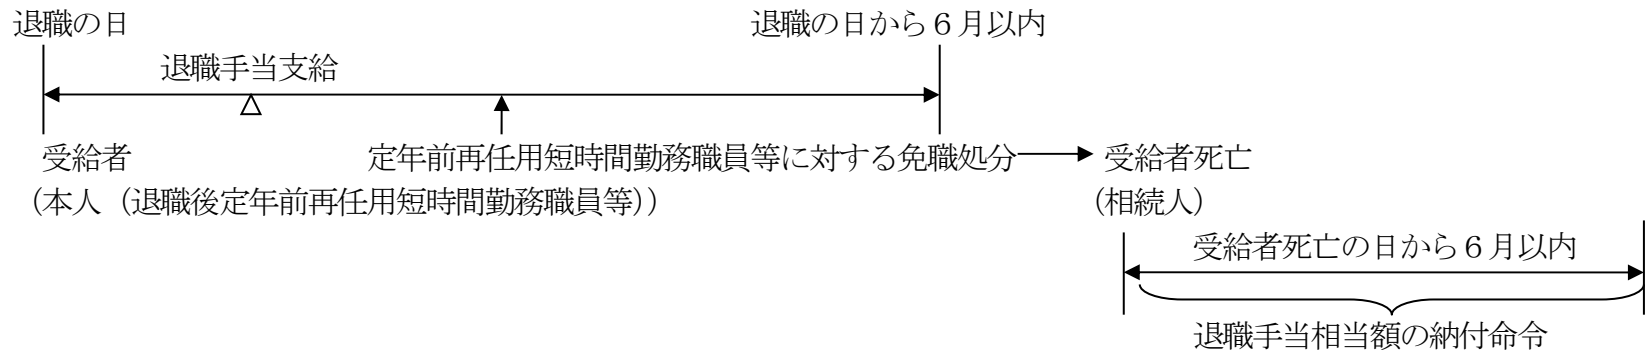 退職の日
退職の日から６月以内
退職手当支給
受給者
定年前再任用短時間勤務職員等に対する免職処分
受給者死亡
（本人（退職後定年前再任用短時間勤務職員等））
（相続人）
受給者死亡の日から６月以内
退職手当相当額の納付命令